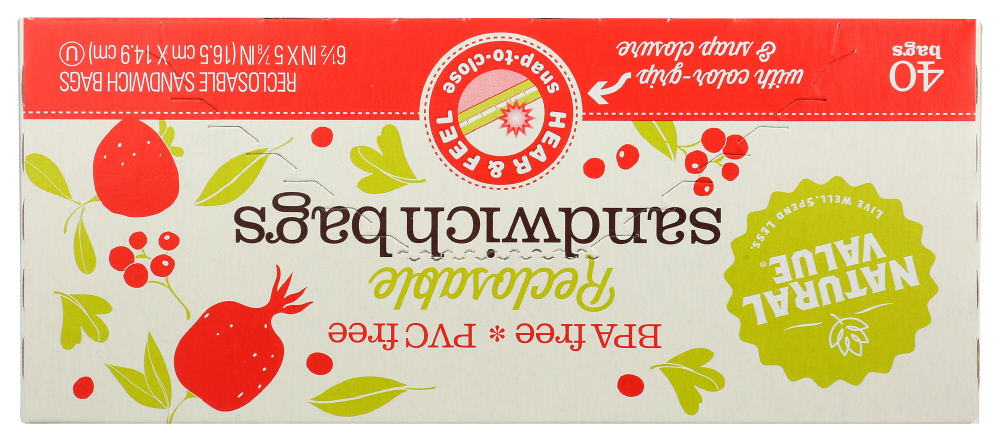 NATURAL
VALUE®
LIVE WELL. SPEND LESS.
BPA free * PVC free
Reclosable
sandwich bags
HEAR & FEEL
snap-to-close
40
bags
with color-grip
& snap closure
RECLOSABLE SANDWICH BAGS
6½ IN X 5 ⅞ IN (16.5 cm X 14.9 cm)
U